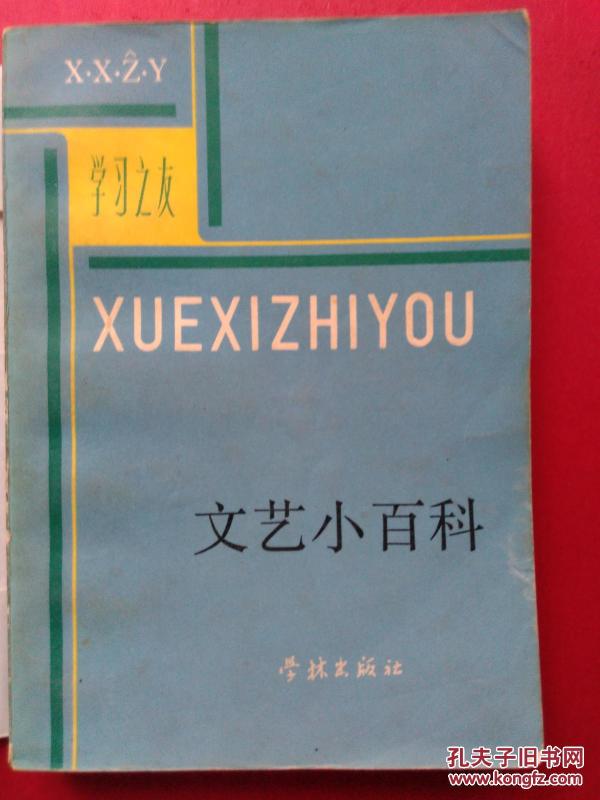 X·X·Ẑ·Y
学习之友
XUEXIZHIYOU
文艺小百科
学林出版社
孔夫子旧书网
www.kongfz.com